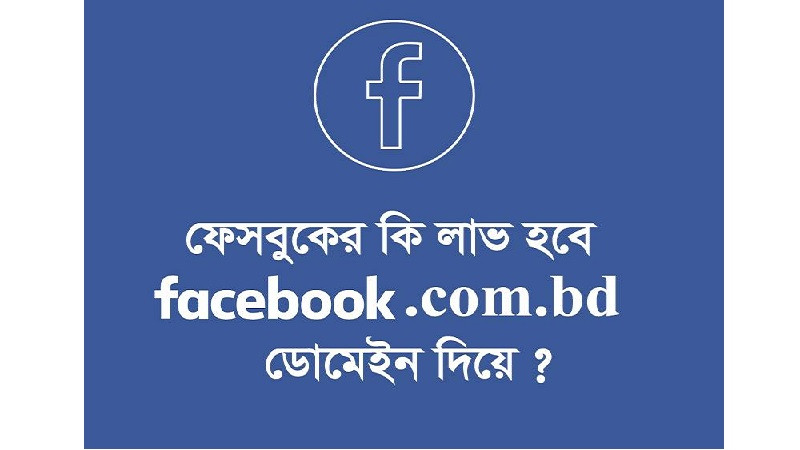 f
ফেসবুকের কি লাভ হবে
facebook.com.bd
ডোমেইন দিয়ে ?